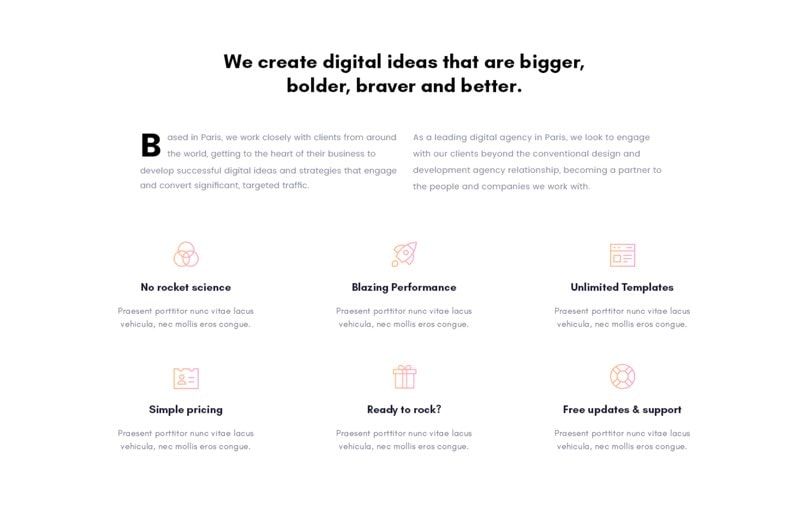 We create digital ideas that are bigger,
bolder, braver and better.
Based in Paris, we work closely with clients from around
the world, getting to the heart of their business to
develop successful digital ideas and strategies that engage
and convert significant, targeted traffic.
As a leading digital agency in Paris, we look to engage
with our clients beyond the conventional design and
development agency relationship, becoming a partner to
the people and companies we work with.
No rocket science
Praesent porttitor nunc vitae lacus
vehicula, nec mollis eros congue.
Blazing Performance
Praesent porttitor nunc vitae lacus
vehicula, nec mollis eros congue.
Unlimited Templates
Praesent porttitor nunc vitae lacus
vehicula, nec mollis eros congue.
Simple pricing
Praesent porttitor nunc vitae lacus
vehicula, nec mollis eros congue.
Ready to rock?
Praesent porttitor nunc vitae lacus
vehicula, nec mollis eros congue.
Free updates & support
Praesent porttitor nunc vitae lacus
vehicula, nec mollis eros congue.